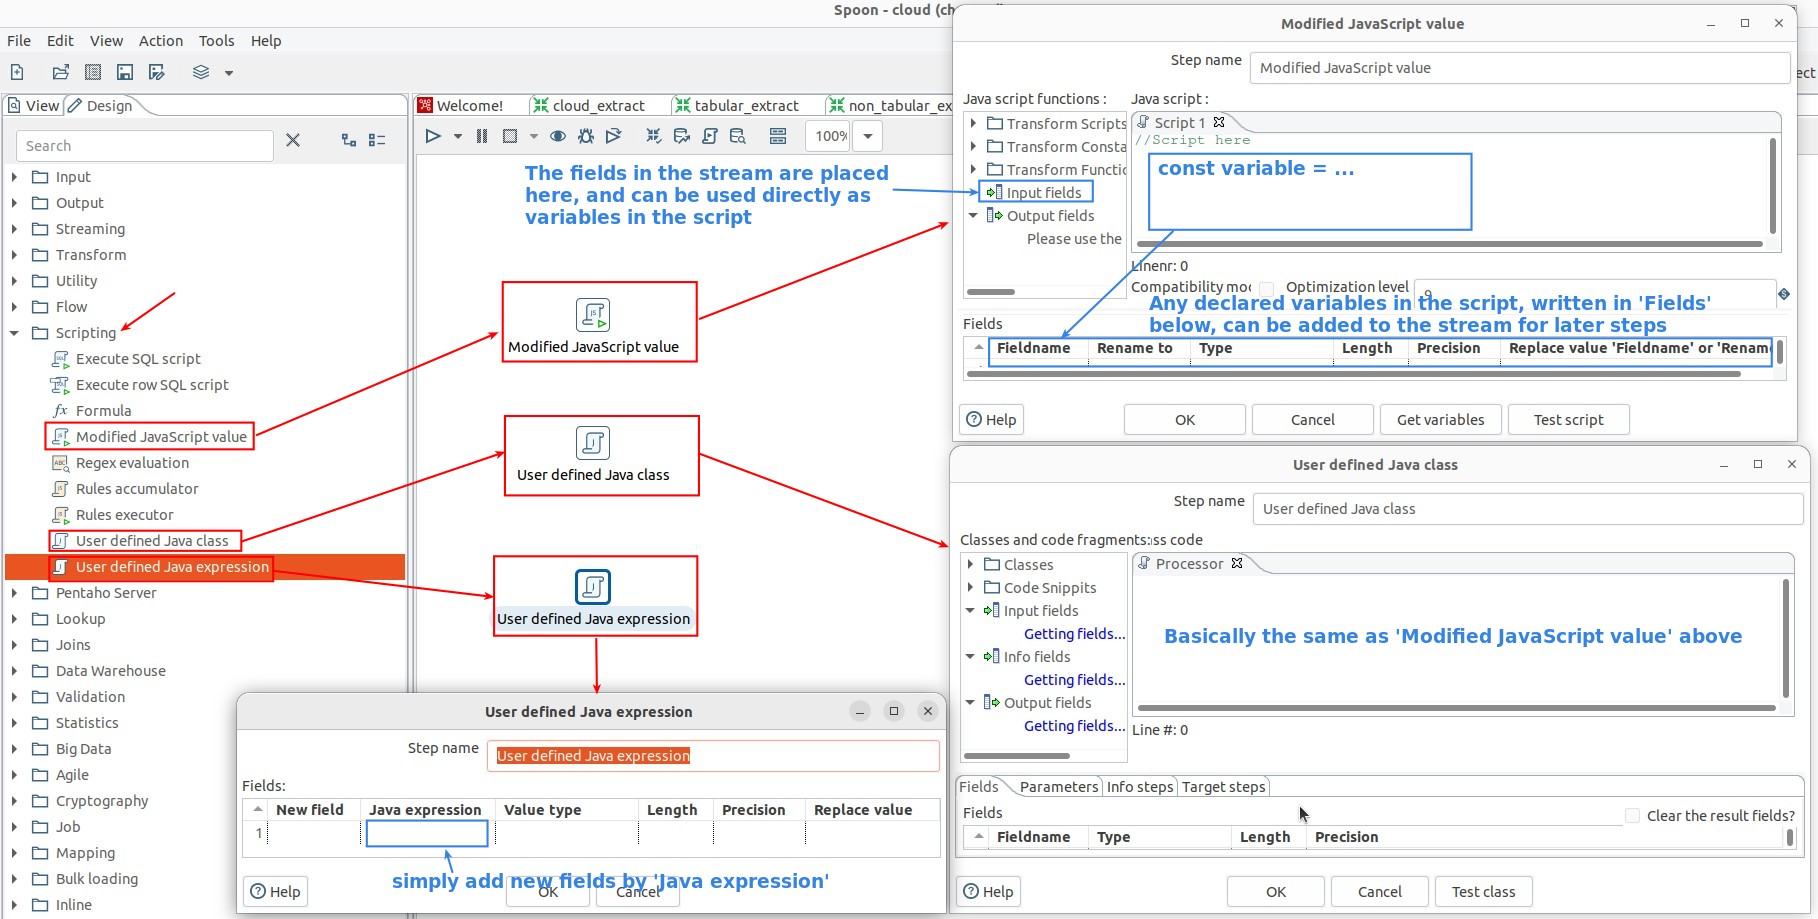 Spoon - cloud (ch
File Edit View Action Tools Help
View Design
Search
Input
Output
Streaming
Transform
Utility
Flow
Scripting
Execute SQL script
Execute row SQL script
Formula
Modified JavaScript value
Regex evaluation
Rules accumulator
Rules executor
User defined Java class
User defined Java expression
Pentaho Server
Lookup
Joins
Data Warehouse
Validation
Statistics
Big Data
Agile
Cryptography
Job
Mapping
Bulk loading
Inline
Welcome! cloud_extract tabular_extract non_tabular_ex
100%
The fields in the stream are placed
here, and can be used directly as
variables in the script
Modified JavaScript value
User defined Java class
User defined Java expression
Modified JavaScript value
Step name Modified JavaScript value
Java script functions : Java script :
Transform Scripts
Transform Consta
Transform Functio
Input fields
Output fields
Please use the
Script 1
//Script here
const variable = ...
Linenr: 0
Compatibility mo Optimization level 9
Any declared variables in the script, written in 'Fields'
below, can be added to the stream for later steps
Fields
Fieldname Rename to Type Length Precision Replace value 'Fieldname' or 'Renam
Help OK Cancel Get variables Test script
ect
User defined Java class
Step name User defined Java class
Classes and code fragments: ss code
Classes
Code Snippits
Input fields
Getting fields...
Info fields
Getting fields...
Output fields
Getting fields...
Processor
Basically the same as 'Modified JavaScript value' above
Line #: 0
Fields Parameters Info steps Target steps
Fields Clear the result fields?
Fieldname Type Length Precision
Help OK Cancel Test class
User defined Java expression
Step name User defined Java expression
Fields:
New field Java expression Value type Length Precision Replace value
1
simply add new fields by 'Java expression'
Help OK Cancel